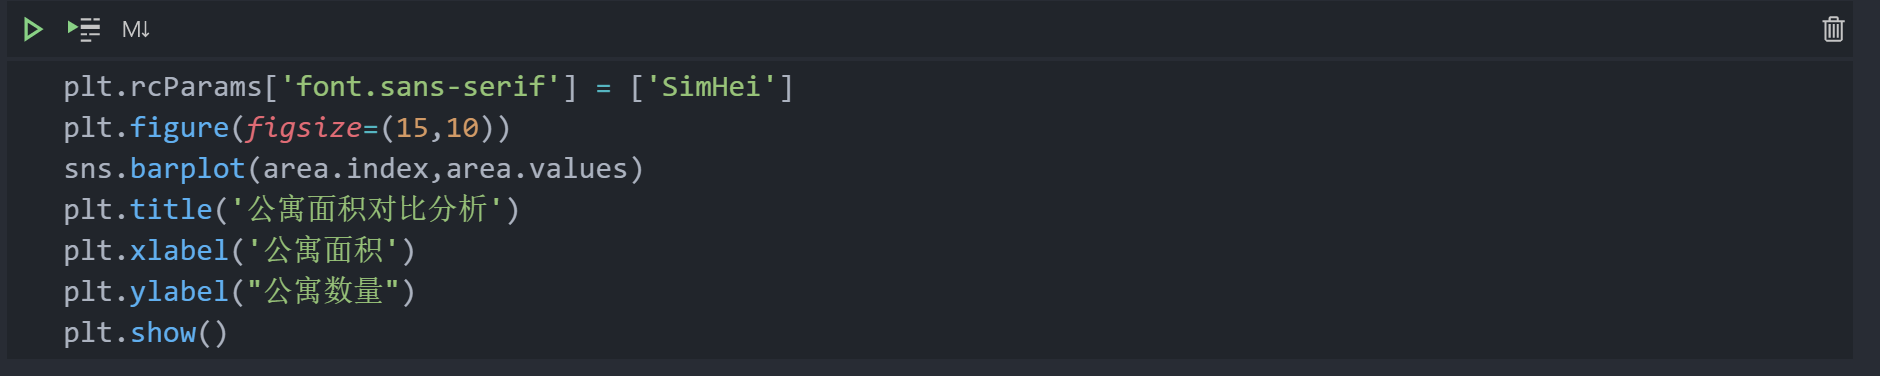 M↓
plt.rcParams['font.sans-serif'] = ['SimHei']
plt.figure(figsize=(15,10))
sns.barplot(area.index,area.values)
plt.title('公寓面积对比分析')
plt.xlabel('公寓面积')
plt.ylabel("公寓数量")
plt.show()